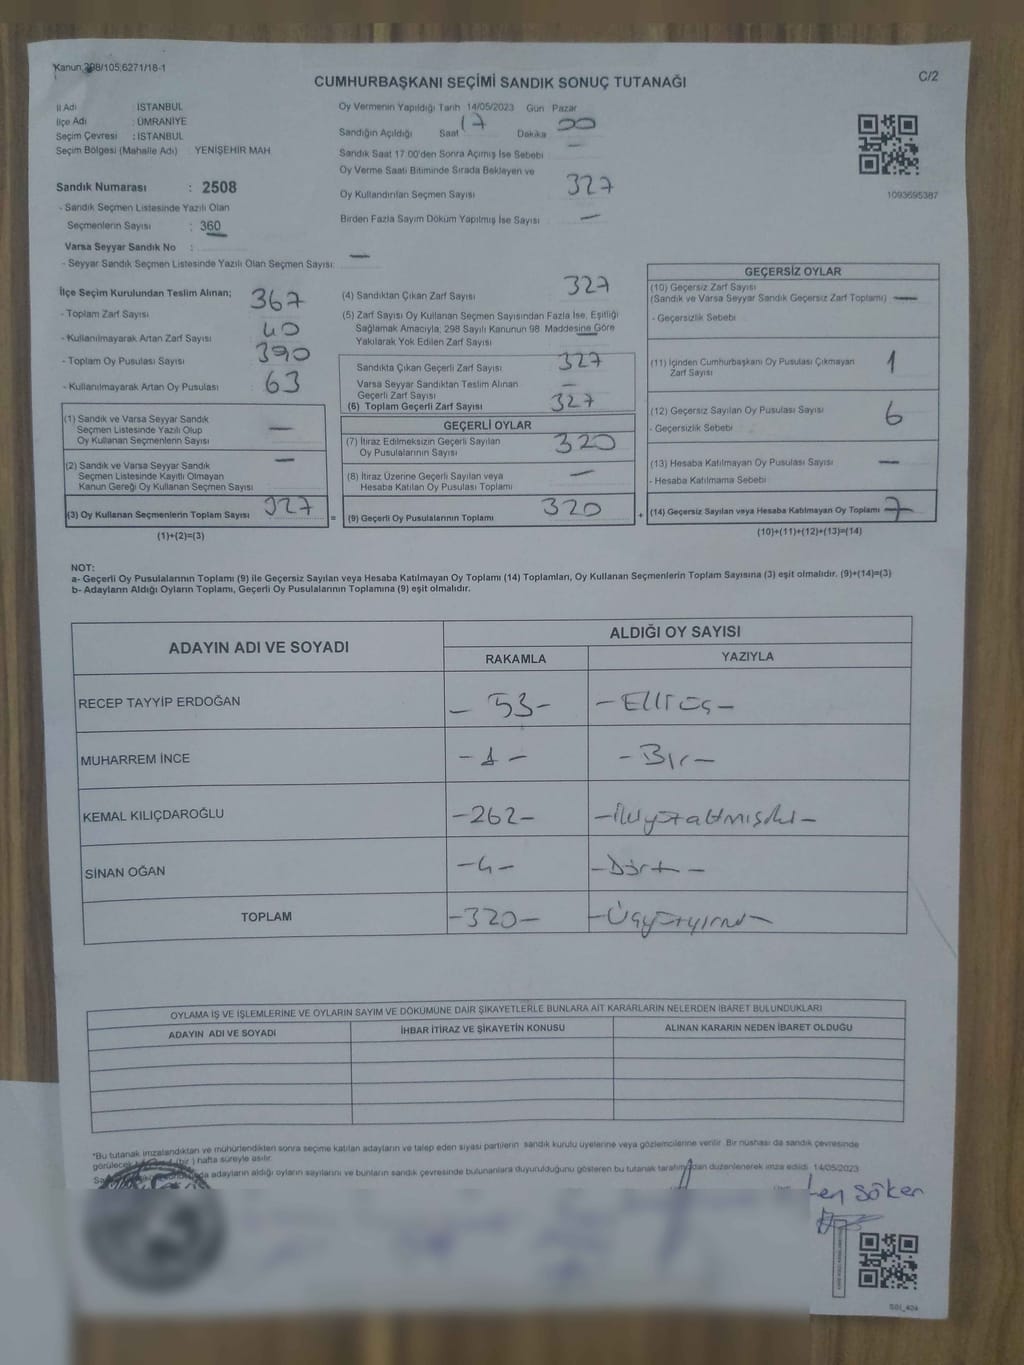 Kanun:298/105,6271/18-1
CUMHURBAŞKANI SEÇİMİ SANDIK SONUÇ TUTANAĞI
C/2
İl Adı : İSTANBUL
İlçe Adı : ÜMRANİYE
Seçim Çevresi : İSTANBUL
Seçim Bölgesi (Mahalle Adı) : YENİŞEHİR MAH.
Sandık Numarası : 2508
- Sandık Seçmen Listesinde Yazılı Olan
Seçmenlerin Sayısı : 360
Varsa Seyyar Sandık No :
- Seyyar Sandık Seçmen Listesinde Yazılı Olan Seçmen Sayısı: —
Oy Vermenin Yapıldığı Tarih 14/05/2023 Gün Pazar
Sandığın Açıldığı Saat 17 Dakika 00
Sandık Saat 17.00'den Sonra Açımış İse Sebebi —
Oy Verme Saati Bitiminde Sırada Bekleyen ve
Oy Kullandırılan Seçmen Sayısı 327
Birden Fazla Sayım Döküm Yapılmış İse Sayısı —
1093695387
İlçe Seçim Kurulundan Teslim Alınan;
- Toplam Zarf Sayısı 367
- Kullanılmayarak Artan Zarf Sayısı 40
- Toplam Oy Pusulası Sayısı 390
- Kullanılmayarak Artan Oy Pusulası 63
(1) Sandık ve Varsa Seyyar Sandık
Seçmen Listesinde Yazılı Olup
Oy Kullanan Seçmenlerin Sayısı —
(2) Sandık ve Varsa Seyyar Sandık
Seçmen Listesinde Kayıtlı Olmayan
Kanun Gereği Oy Kullanan Seçmen Sayısı —
(3) Oy Kullanan Seçmenlerin Toplam Sayısı 327
(1)+(2)=(3)
(4) Sandıktan Çıkan Zarf Sayısı 327
(5) Zarf Sayısı Oy Kullanan Seçmen Sayısından Fazla İse, Eşitliği
Sağlamak Amacıyla, 298 Sayılı Kanunun 98. Maddesine Göre
Yakılarak Yok Edilen Zarf Sayısı —
Sandıkta Çıkan Geçerli Zarf Sayısı 327
Varsa Seyyar Sandıktan Teslim Alınan
Geçerli Zarf Sayısı —
(6) Toplam Geçerli Zarf Sayısı 327
GEÇERLİ OYLAR
(7) İtiraz Edilmeksizin Geçerli Sayılan
Oy Pusulalarının Sayısı 320
(8) İtiraz Üzerine Geçerli Sayılan veya
Hesaba Katılan Oy Pusulası Toplamı —
= (9) Geçerli Oy Pusulalarının Toplamı 320 +
GEÇERSİZ OYLAR
(10) Geçersiz Zarf Sayısı
(Sandık ve Varsa Seyyar Sandık Geçersiz Zarf Toplamı) —
- Geçersizlik Sebebi
(11) İçinden Cumhurbaşkanı Oy Pusulası Çıkmayan
Zarf Sayısı 1
(12) Geçersiz Sayılan Oy Pusulası Sayısı 6
- Geçersizlik Sebebi
(13) Hesaba Katılmayan Oy Pusulası Sayısı —
- Hesaba Katılmama Sebebi
(14) Geçersiz Sayılan veya Hesaba Katılmayan Oy Toplamı 7
(10)+(11)+(12)+(13)=(14)
NOT:
a- Geçerli Oy Pusulalarının Toplamı (9) ile Geçersiz Sayılan veya Hesaba Katılmayan Oy Toplamı (14) Toplamları, Oy Kullanan Seçmenlerin Toplam Sayısına (3) eşit olmalıdır. (9)+(14)=(3)
b- Adayların Aldığı Oyların Toplamı, Geçerli Oy Pusulalarının Toplamına (9) eşit olmalıdır.
ADAYIN ADI VE SOYADI
ALDIĞI OY SAYISI
RAKAMLA YAZIYLA
RECEP TAYYİP ERDOĞAN – 53 – – Elliüç –
MUHARREM İNCE – 1 – – Bir –
KEMAL KILIÇDAROĞLU – 262 – – ikiyüzaltmışiki –
SİNAN OĞAN – 4 – – Dört –
TOPLAM – 320 – – Üçyüzyirmi –
OYLAMA İŞ VE İŞLEMLERİNE VE OYLARIN SAYIM VE DÖKÜMÜNE DAİR ŞİKAYETLERLE BUNLARA AİT KARARLARIN NELERDEN İBARET BULUNDUKLARI
ADAYIN ADI VE SOYADI İHBAR İTİRAZ VE ŞİKAYETİN KONUSU ALINAN KARARIN NEDEN İBARET OLDUĞU
*Bu tutanak imzalandıktan ve mühürlendikten sonra seçime katılan adayların ve talep eden siyasi partilerin sandık kurulu üyelerine veya gözlemcilerine verilir. Bir nüshası da sandık çevresinde
görülecek (bir) hafta süreyle asılır.
adayların aldığı oyların sayılarını ve bunların sandık çevresinde bulunanlara duyurulduğunu gösteren bu tutanak tarafımızdan düzenlenerek imza edildi. 14/05/2023
Söken
SS1_404